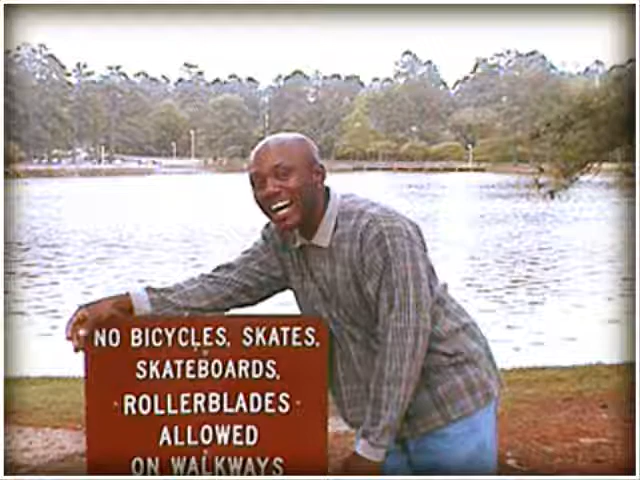 NO BICYCLES, SKATES,
SKATEBOARDS,
ROLLERBLADES
ALLOWED
ON WALKWAYS